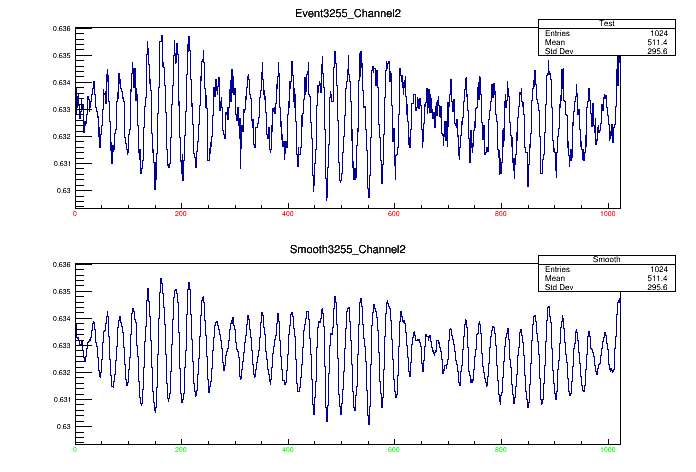 Event3255_Channel2
Test
Entries 1024
Mean 511.4
Std Dev 295.6
0.636
0.635
0.634
0.633
0.632
0.631
0.63
0 200 400 600 800 1000
Smooth3255_Channel2
Smooth
Entries 1024
Mean 511.4
Std Dev 295.6
0.636
0.635
0.634
0.633
0.632
0.631
0.63
0 200 400 600 800 1000